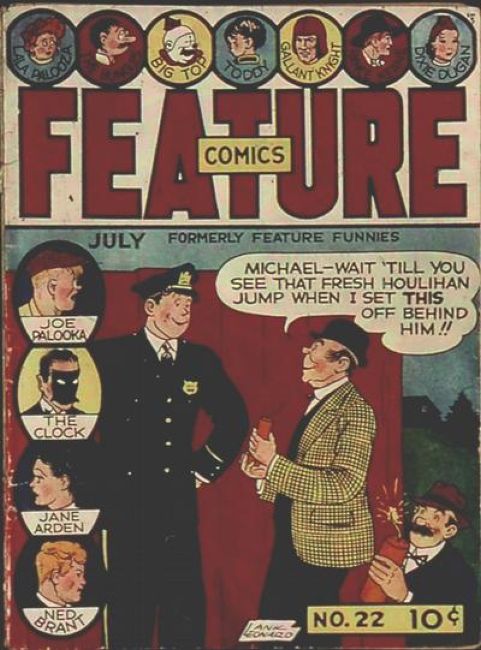 LALA PALOOZA
BIG TOP
TODDY
GALLANT KNIGHT
DIXIE DUGAN
FEATURE
COMICS
JULY FORMERLY FEATURE FUNNIES
MICHAEL-WAIT 'TILL YOU
SEE THAT FRESH HOULIHAN
JUMP WHEN I SET THIS
OFF BEHIND
HIM!!
JOE
PALOOKA
THE
CLOCK
JANE
ARDEN
NED
BRANT
NO. 22 10¢